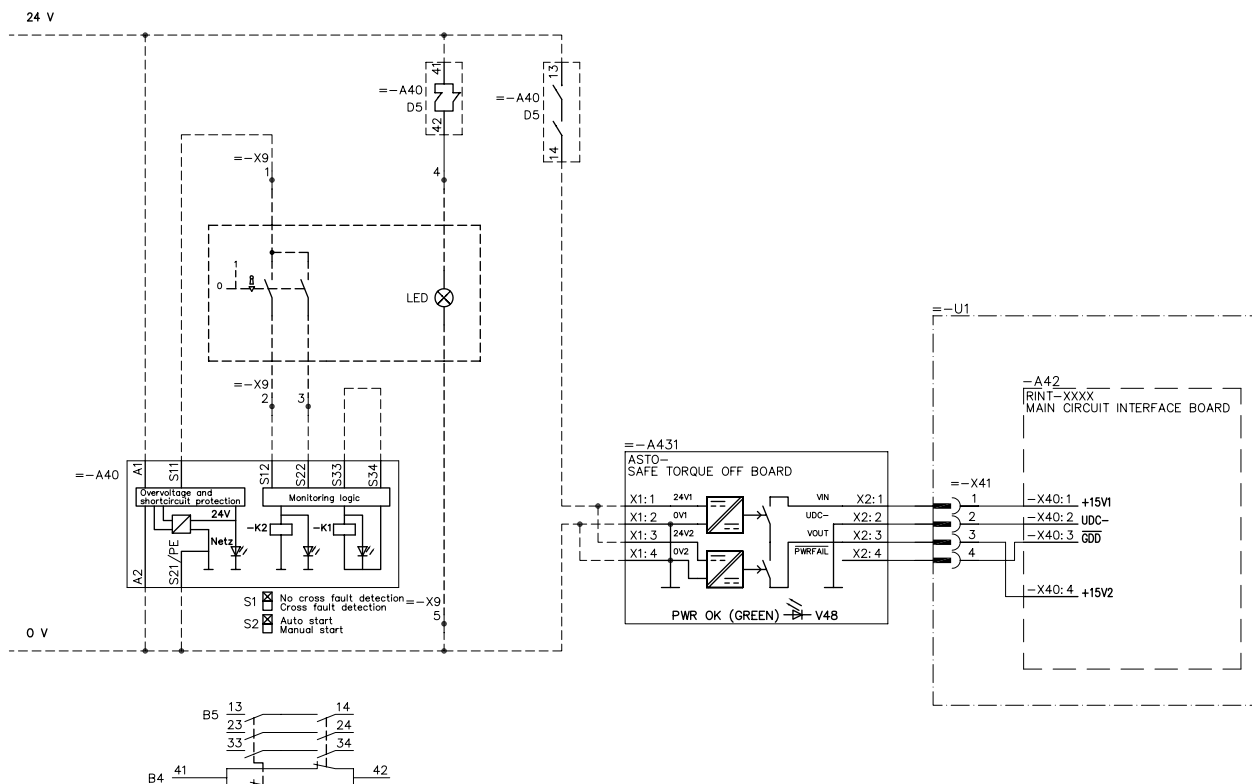 24 V
41
=-A40
D5
42
13
=-A40
D5
14
=-X9
1
4
1
0
LED
=-X9
2
3
=-U1
-A42
RINT-XXXX
MAIN CIRCUIT INTERFACE BOARD
=-A40
A1
S11
S12
S22
S33
S34
Overvoltage and
shortcircuit protection
Monitoring logic
24V
-K2
-K1
Netz
A2
S21/PE
=-A431
ASTO-
SAFE TORQUE OFF BOARD
X1:1 24V1 VIN X2:1
X1:2 0V1 UDC- X2:2
X1:3 24V2 VOUT X2:3
X1:4 0V2 PWRFAIL X2:4
PWR OK (GREEN) V48
=-X41
1 -X40:1 +15V1
2 -X40:2 UDC-
3 -X40:3 GDD
4
-X40:4 +15V2
S1 No cross fault detection
Cross fault detection
S2 Auto start
Manual start
=-X9
5
0 V
B5 13 14
23 24
33 34
B4 41 42